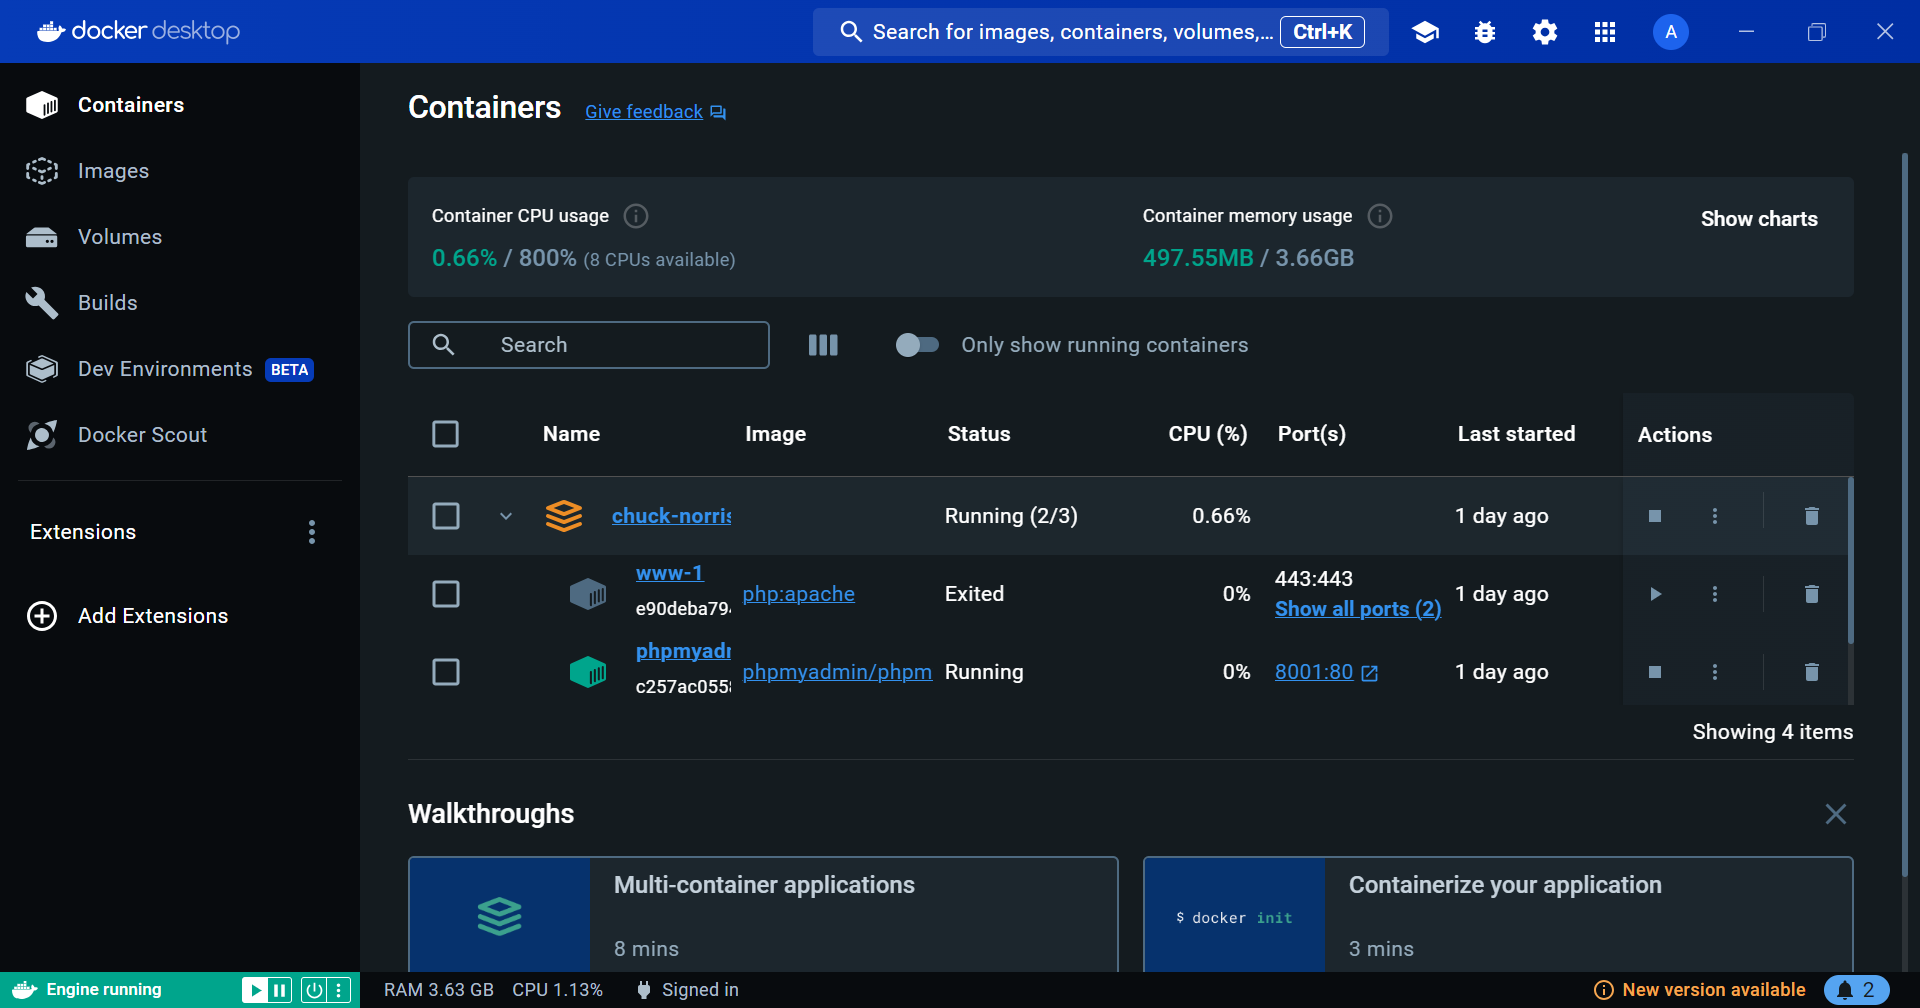 docker desktop
Search for images, containers, volumes,... Ctrl+K
A
Containers
Images
Volumes
Builds
Dev Environments BETA
Docker Scout
Extensions
Add Extensions
Containers Give feedback
Container CPU usage
0.66% / 800% (8 CPUs available)
Container memory usage
497.55MB / 3.66GB
Show charts
Search
Only show running containers
Name Image Status CPU (%) Port(s) Last started Actions
chuck-norris Running (2/3) 0.66% 1 day ago
www-1
e90deba794
php:apache Exited 0% 443:443
Show all ports (2)
1 day ago
phpmyadm
c257ac0558
phpmyadmin/phpm Running 0% 8001:80 1 day ago
Showing 4 items
Walkthroughs
Multi-container applications
8 mins
$ docker init
Containerize your application
3 mins
Engine running
RAM 3.63 GB CPU 1.13% Signed in
New version available 2